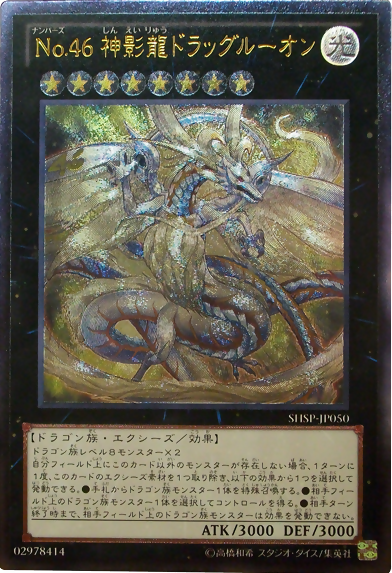 ナンバーズ しんえいりゅう
No.46 神影龍ドラッグルーオン
光
SHSP-JP050
【ドラゴン族・エクシーズ/効果】
ドラゴン族レベル8モンスター×2
自分フィールド上にこのカード以外のモンスターが存在しない場合、1ターンに
1度、このカードのエクシーズ素材を1つ取り除き、以下の効果から1つを選択して
発動できる。●手札からドラゴン族モンスター1体を特殊召喚する。●相手フィー
ルド上のドラゴン族モンスター1体を選択してコントロールを得る。●相手ターン
終了時まで、相手フィールド上のドラゴン族モンスターは効果を発動できない。
ATK/3000 DEF/3000
02978414
©高橋和希 スタジオ・ダイス/集英社